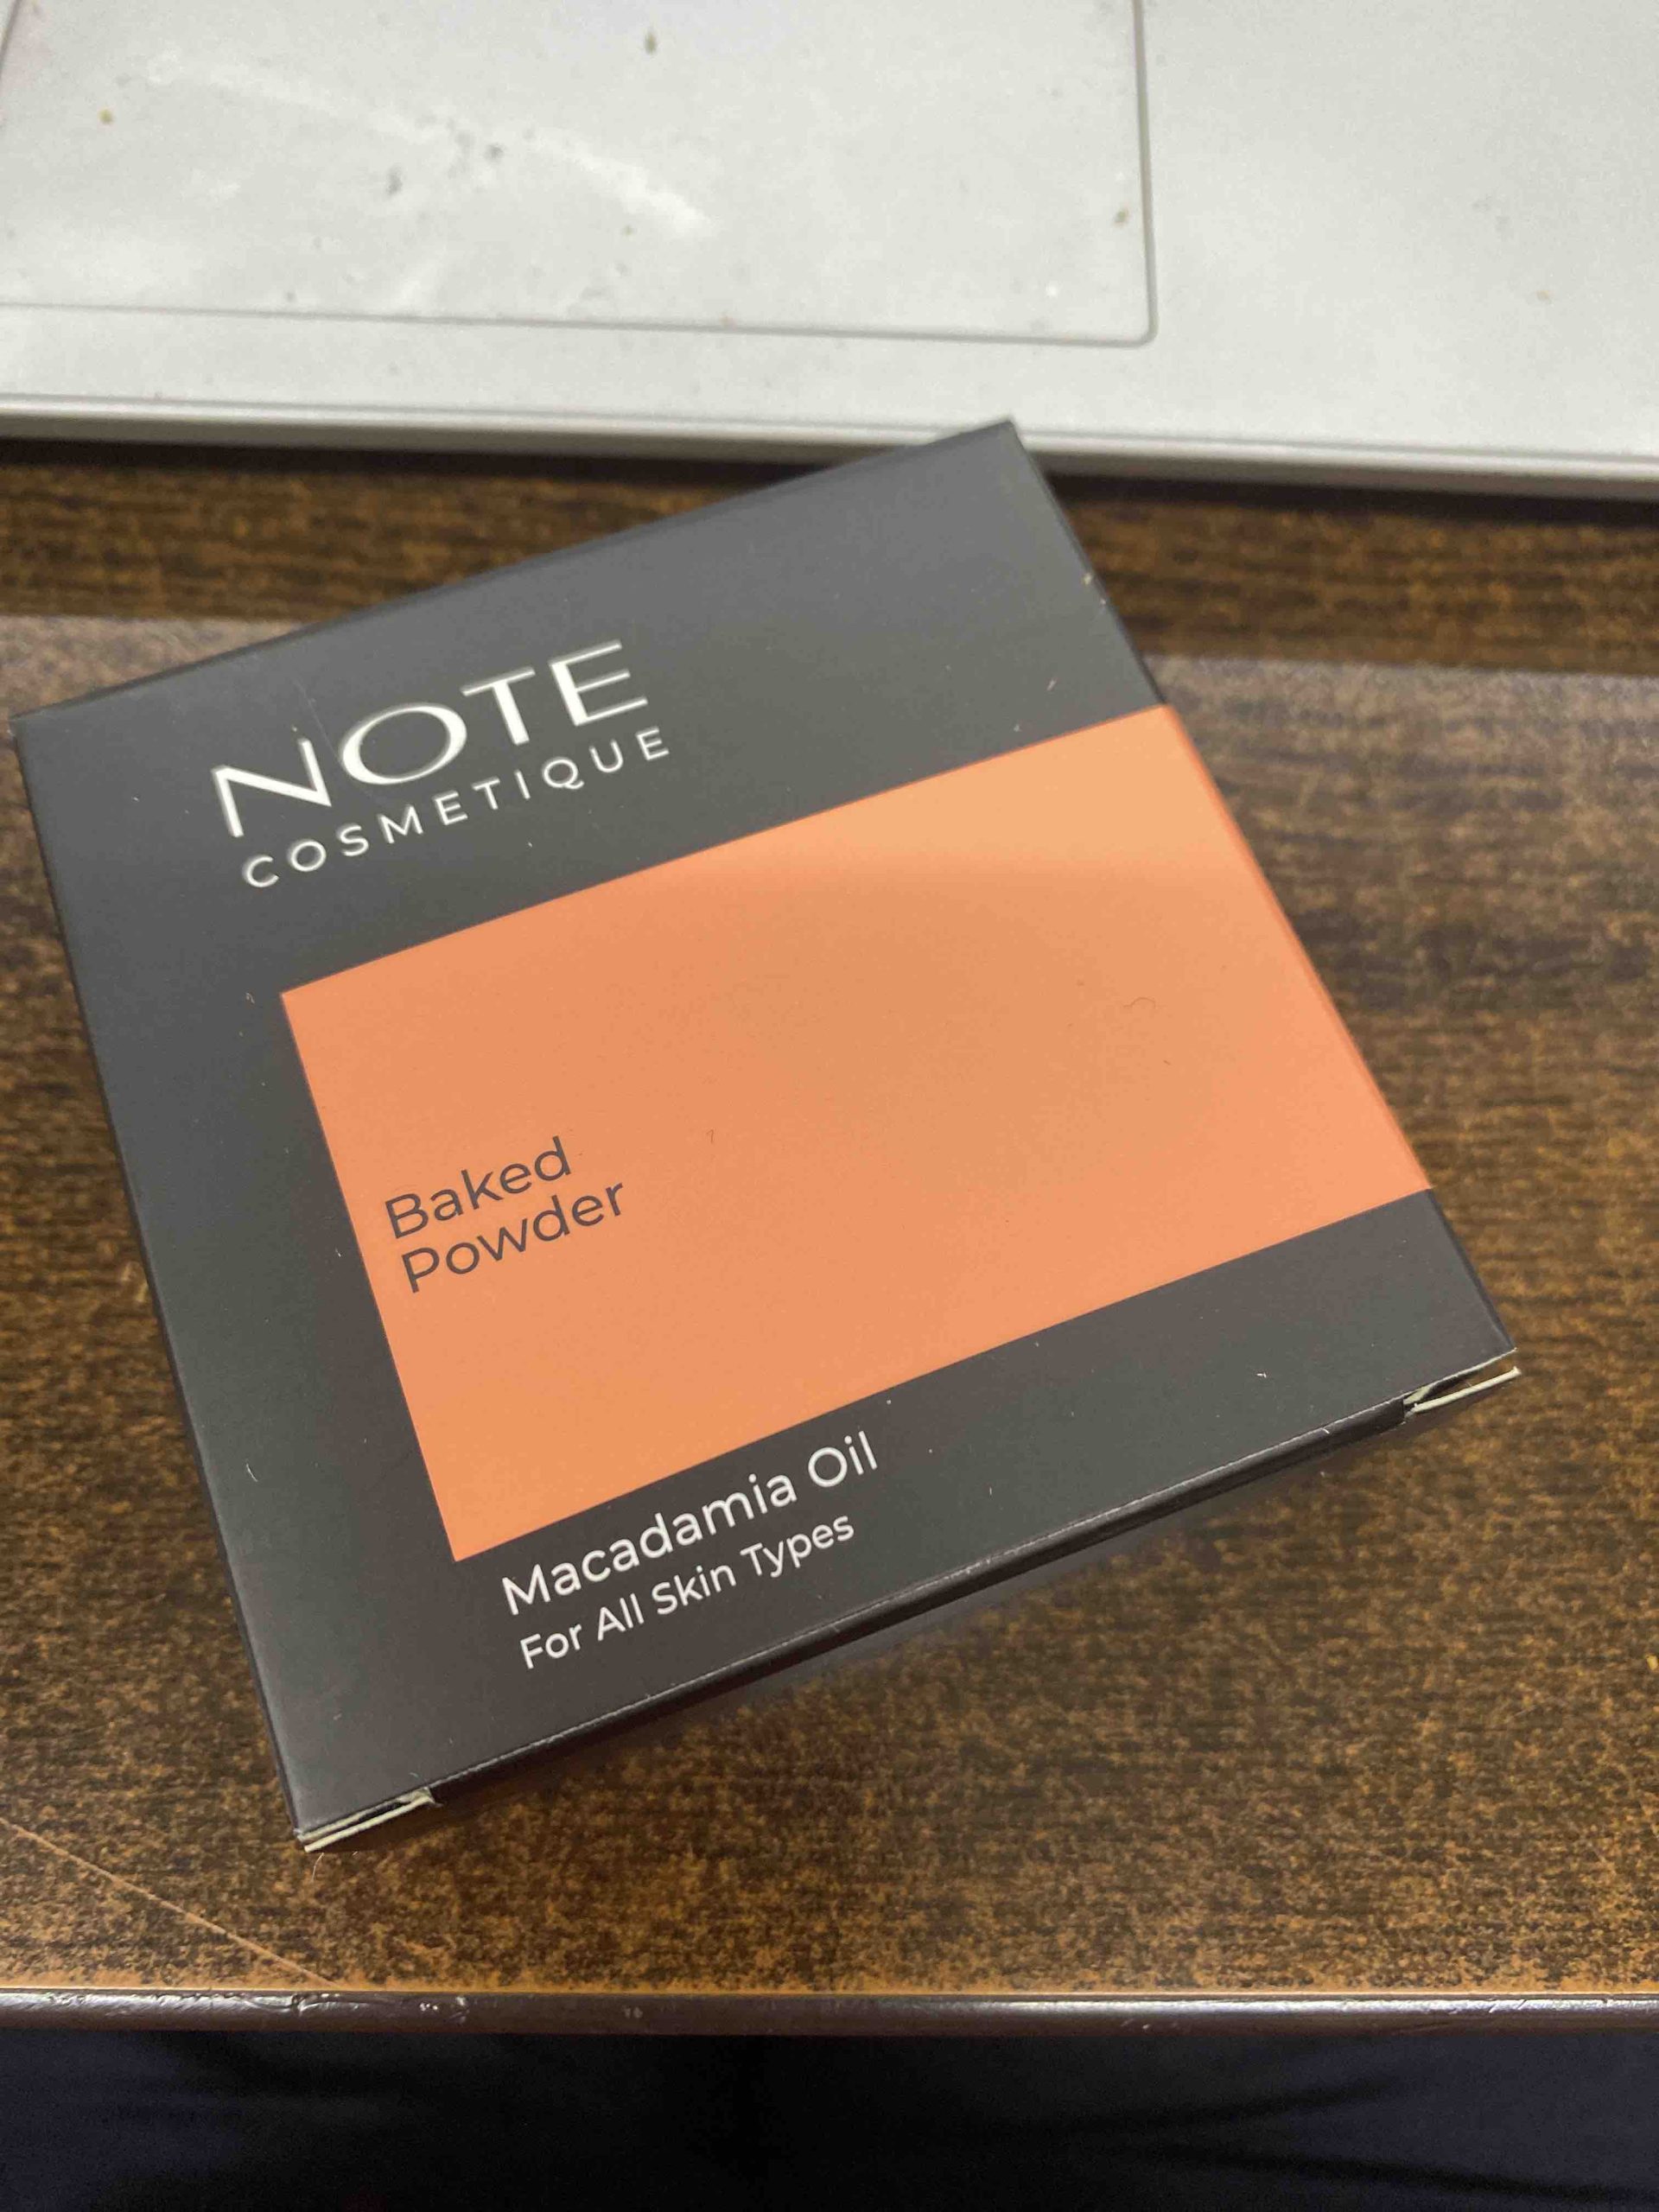 NOTE
COSMETIQUE
Baked
Powder
Macadamia Oil
For All Skin Types